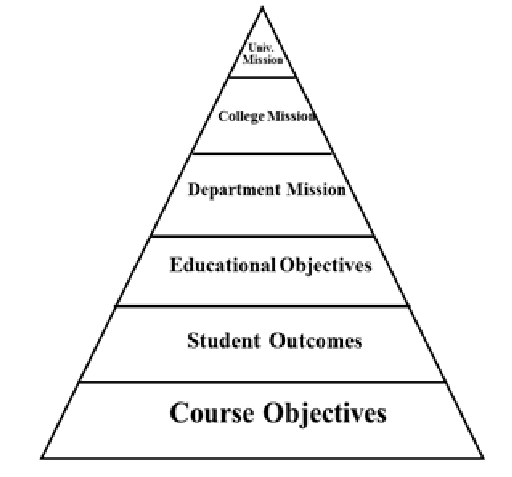 Univ.
Mission
College Mission
Department Mission
Educational Objectives
Student Outcomes
Course Objectives